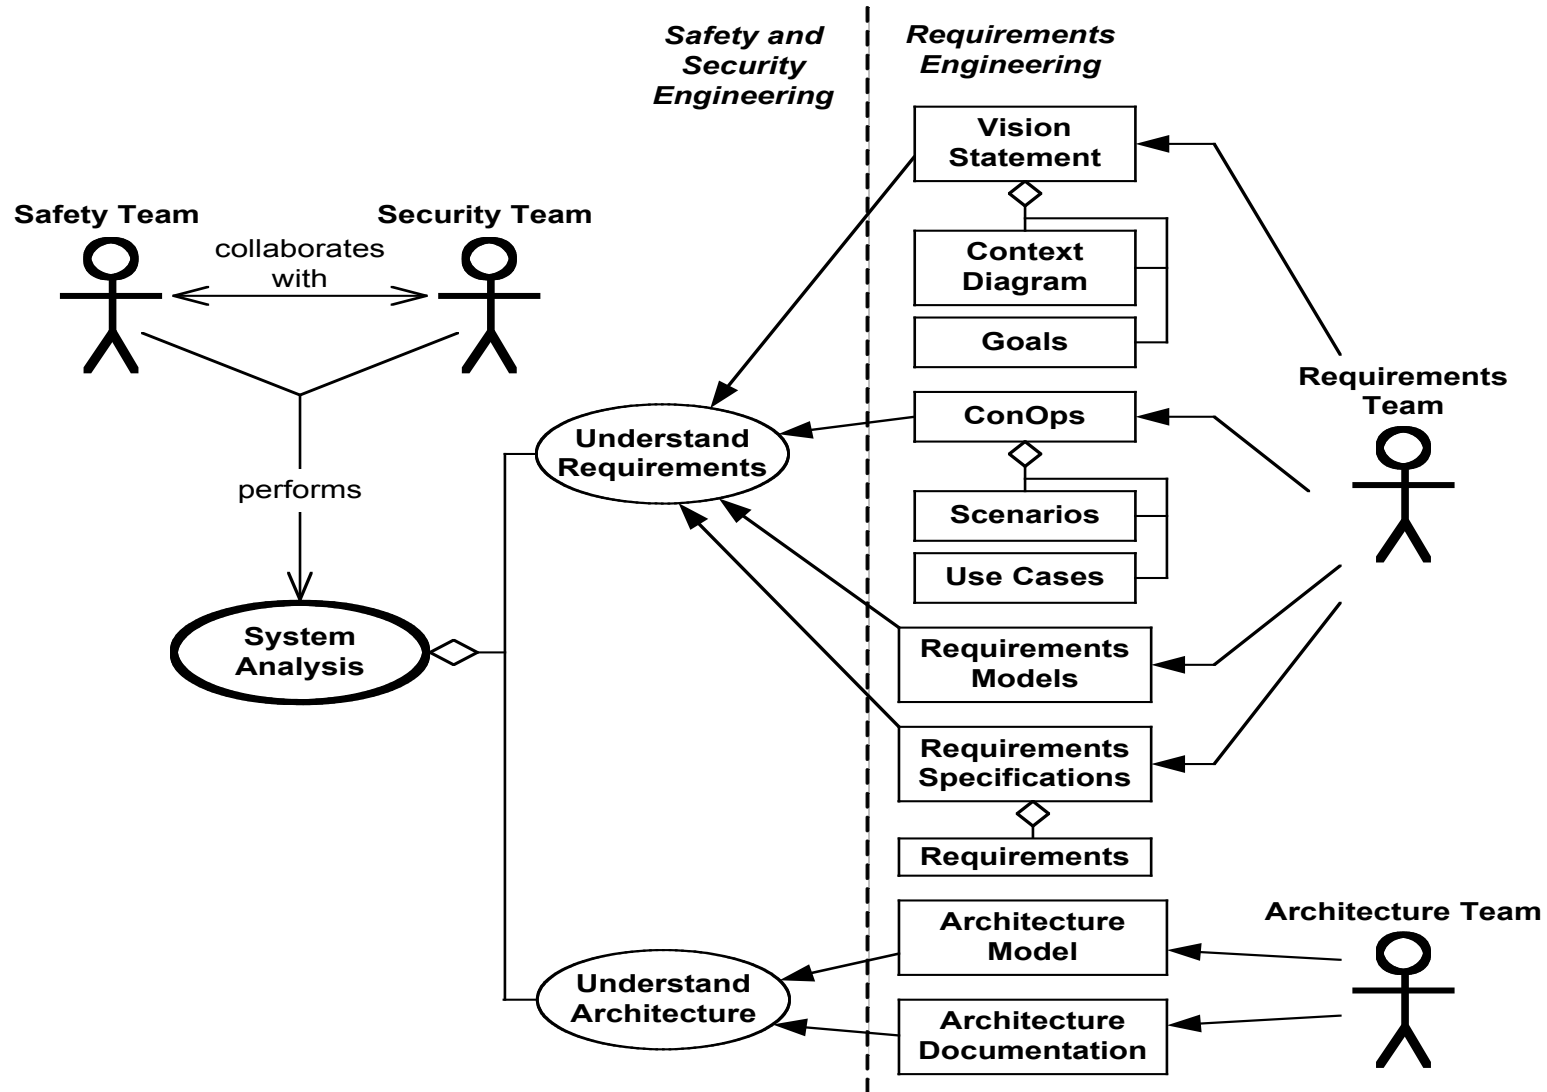 Safety and
Security
Engineering
Requirements
Engineering
Vision
Statement
Safety Team
Security Team
collaborates
with
Context
Diagram
Goals
Requirements
Team
ConOps
Understand
Requirements
performs
Scenarios
Use Cases
System
Analysis
Requirements
Models
Requirements
Specifications
Requirements
Architecture Team
Architecture
Model
Understand
Architecture
Architecture
Documentation